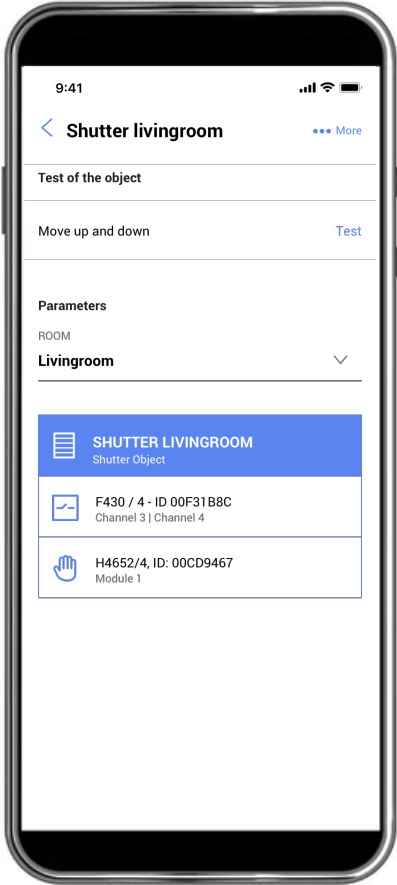 9:41
Shutter livingroom
••• More
Test of the object
Move up and down
Test
Parameters
ROOM
Livingroom
SHUTTER LIVINGROOM
Shutter Object
F430 / 4 - ID 00F31B8C
Channel 3 | Channel 4
H4652/4, ID: 00CD9467
Module 1